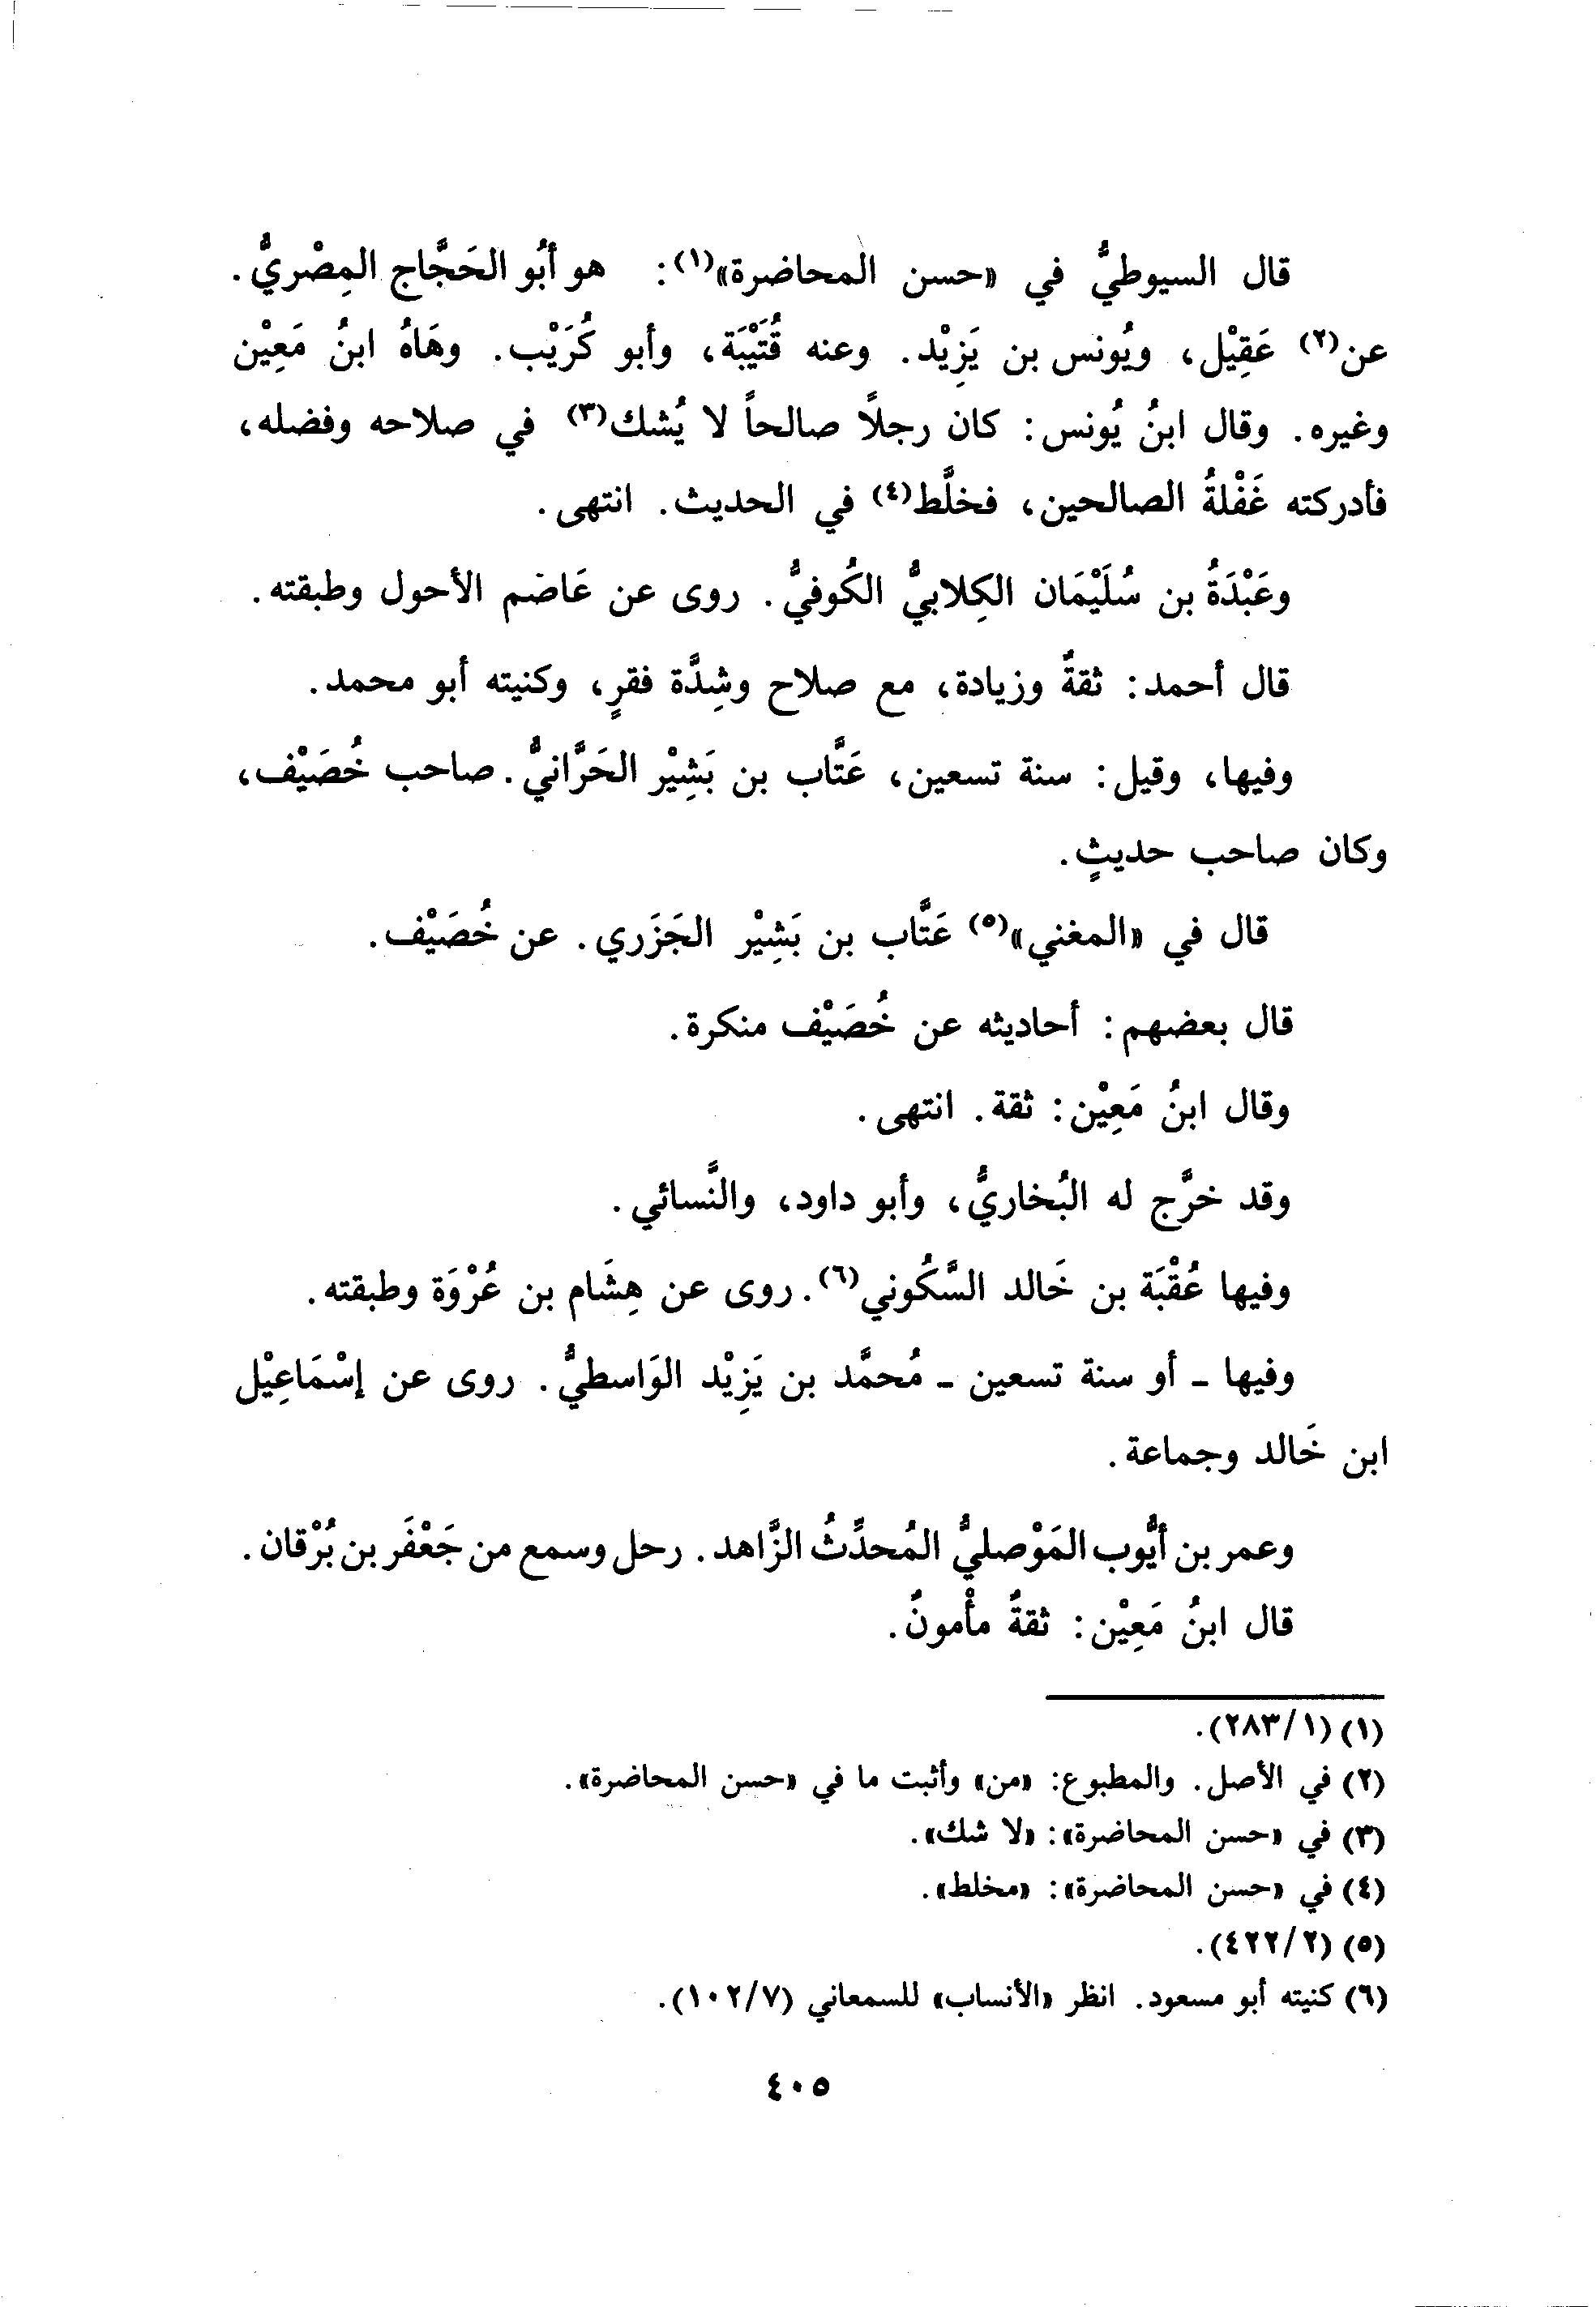 قال السيوطيُّ في «حسن المحاضرة»(١): هو أبُو الحَجَّاج المِصْريُّ.
عن(٢) عَقِيْل، ويُونس بن يَزِيْد. وعنه قُتَيْبَة، وأبو كُرَيْب. وهَاهُ ابنُ مَعِيْن
وغيره. وقال ابنُ يُونس: كان رجلاً صالحاً لا يُشك(٣) في صلاحه وفضله،
فأدركته غَفْلةُ الصالحين، فخلَّط(٤) في الحديث. انتهى.
وعَبْدَةُ بن سُلَيْمَان الكِلابيُّ الكُوفيُّ. روى عن عَاصم الأحول وطبقته.
قال أحمد: ثقةٌ وزيادة، مع صلاح وشِدَّة فقرٍ، وكنيته أبو محمد.
وفيها، وقيل: سنة تسعين، عَتَّاب بن بَشِيْر الحَرَّانيُّ. صاحب خُصَيْف،
وكان صاحب حديثٍ.
قال في «المغني»(٥) عَتَّاب بن بَشِيْر الجَزَري. عن خُصَيْف.
قال بعضهم: أحاديثه عن خُصَيْف منكرة.
وقال ابنُ مَعِيْن: ثقة. انتهى.
وقد خرَّج له البُخاريُّ، وأبو داود، والنَّسائي.
وفيها عُقْبَة بن خَالد السَّكُوني(٦). روى عن هِشَام بن عُرْوَة وطبقته.
وفيها - أو سنة تسعين - مُحمَّد بن يَزِيْد الوَاسطيُّ. روى عن إسْمَاعِيْل
ابن خَالد وجماعة.
وعمر بن أيُّوب المَوْصليُّ المُحدِّثُ الزَّاهد. رحل وسمع من جَعْفَر بن بُرْقان.
قال ابنُ مَعِيْن: ثقةٌ مأْمونٌ.
(١) (٢٨٣/١).
(٢) في الأصل. والمطبوع: «من» وأثبت ما في «حسن المحاضرة».
(٣) في «حسن المحاضرة»: «لا شك».
(٤) في «حسن المحاضرة»: «مخلط».
(٥) (٤٢٢/٢).
(٦) كنيته أبو مسعود. انظر «الأنساب» للسمعاني (١٠٢/٧).
٤٠٥